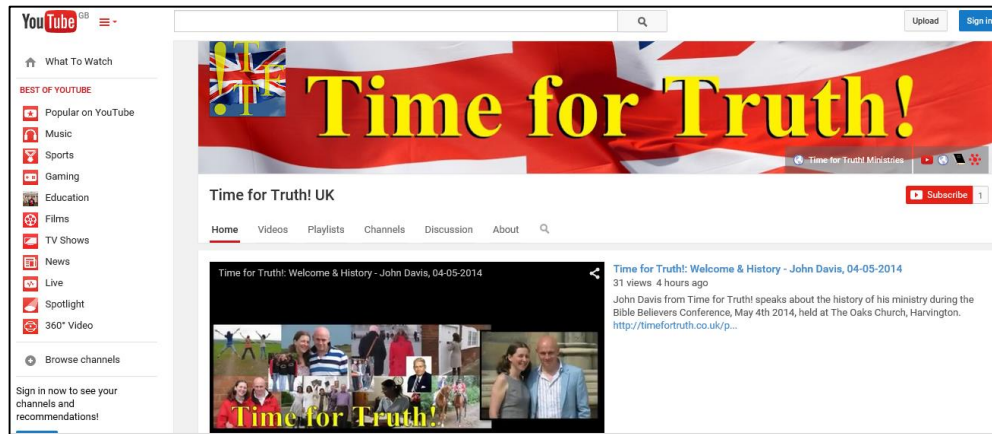 YouTube GB
Upload
Sign in
What To Watch
BEST OF YOUTUBE
Popular on YouTube
Music
Sports
Gaming
Education
Films
TV Shows
News
Live
Spotlight
360° Video
Browse channels
Sign in now to see your
channels and
recommendations!
!TfT
Time for Truth!
Time for Truth! Ministries
Time for Truth! UK
Subscribe 1
Home Videos Playlists Channels Discussion About
Time for Truth!: Welcome & History - John Davis, 04-05-2014
Time for Truth!
Time for Truth!: Welcome & History - John Davis, 04-05-2014
31 views 4 hours ago
John Davis from Time for Truth! speaks about the history of his ministry during the
Bible Believers Conference, May 4th 2014, held at The Oaks Church, Harvington.
http://timefortruth.co.uk/p...